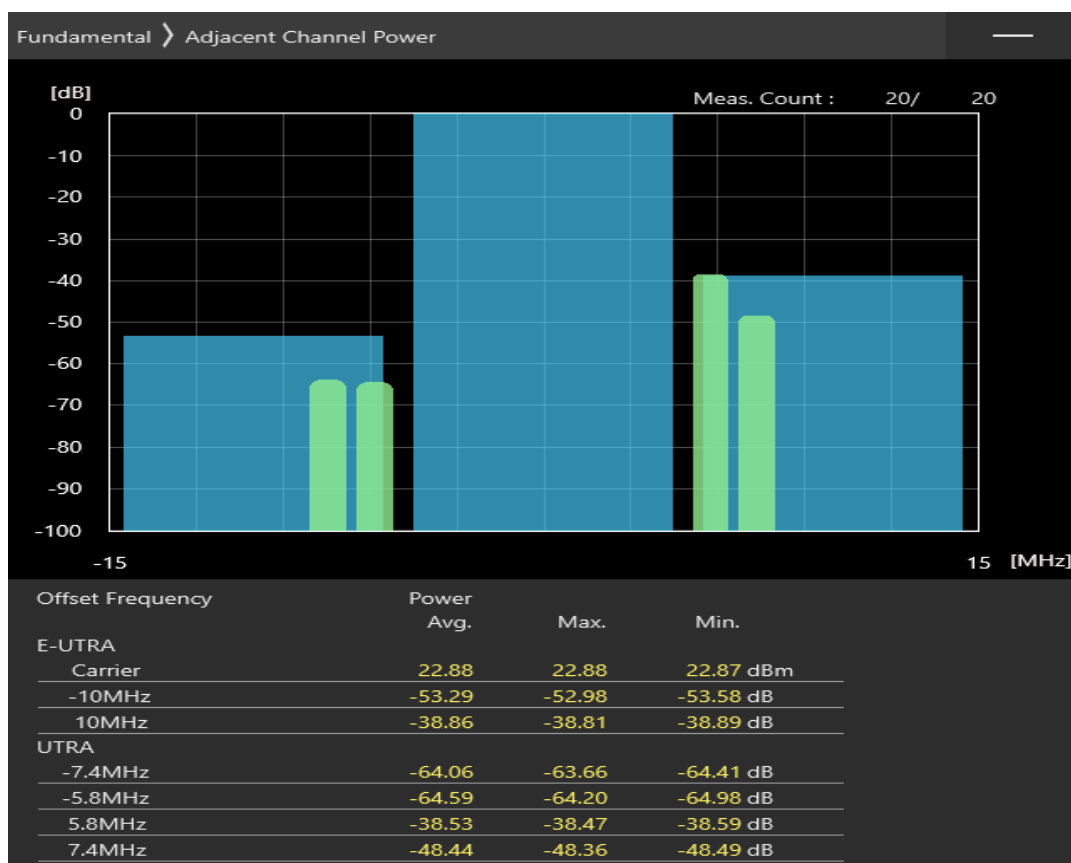 Fundamental 〉 Adjacent Channel Power
[dB]
Meas. Count : 20/ 20
0
-10
-20
-30
-40
-50
-60
-70
-80
-90
-100
-15 15 [MHz]
Offset Frequency Power
Avg. Max. Min.
E-UTRA
Carrier 22.88 22.88 22.87 dBm
-10MHz -53.29 -52.98 -53.58 dB
10MHz -38.86 -38.81 -38.89 dB
UTRA
-7.4MHz -64.06 -63.66 -64.41 dB
-5.8MHz -64.59 -64.20 -64.98 dB
5.8MHz -38.53 -38.47 -38.59 dB
7.4MHz -48.44 -48.36 -48.49 dB